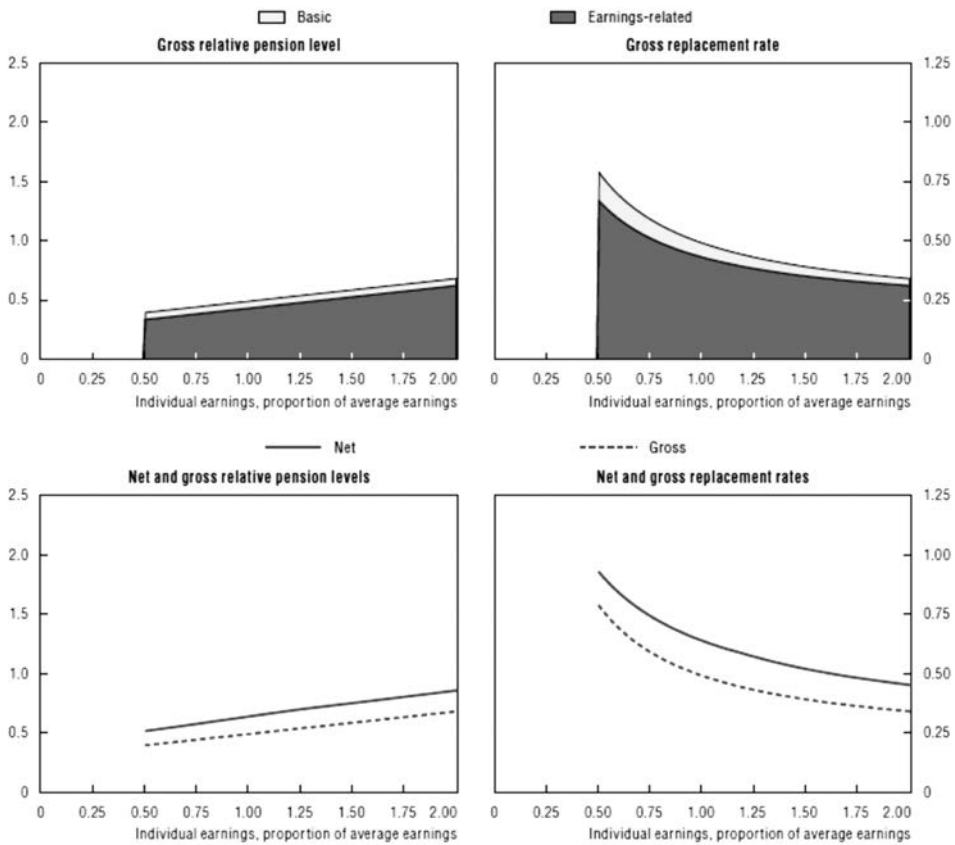 Basic Earnings-related
Gross relative pension level
2.5
2.0
1.5
1.0
0.5
0
0 0.25 0.50 0.75 1.00 1.25 1.50 1.75 2.00
Individual earnings, proportion of average earnings
Gross replacement rate
1.25
1.00
0.75
0.50
0.25
0
0 0.25 0.50 0.75 1.00 1.25 1.50 1.75 2.00
Individual earnings, proportion of average earnings
Net Gross
Net and gross relative pension levels
2.5
2.0
1.5
1.0
0.5
0
0 0.25 0.50 0.75 1.00 1.25 1.50 1.75 2.00
Individual earnings, proportion of average earnings
Net and gross replacement rates
1.25
1.00
0.75
0.50
0.25
0
0 0.25 0.50 0.75 1.00 1.25 1.50 1.75 2.00
Individual earnings, proportion of average earnings